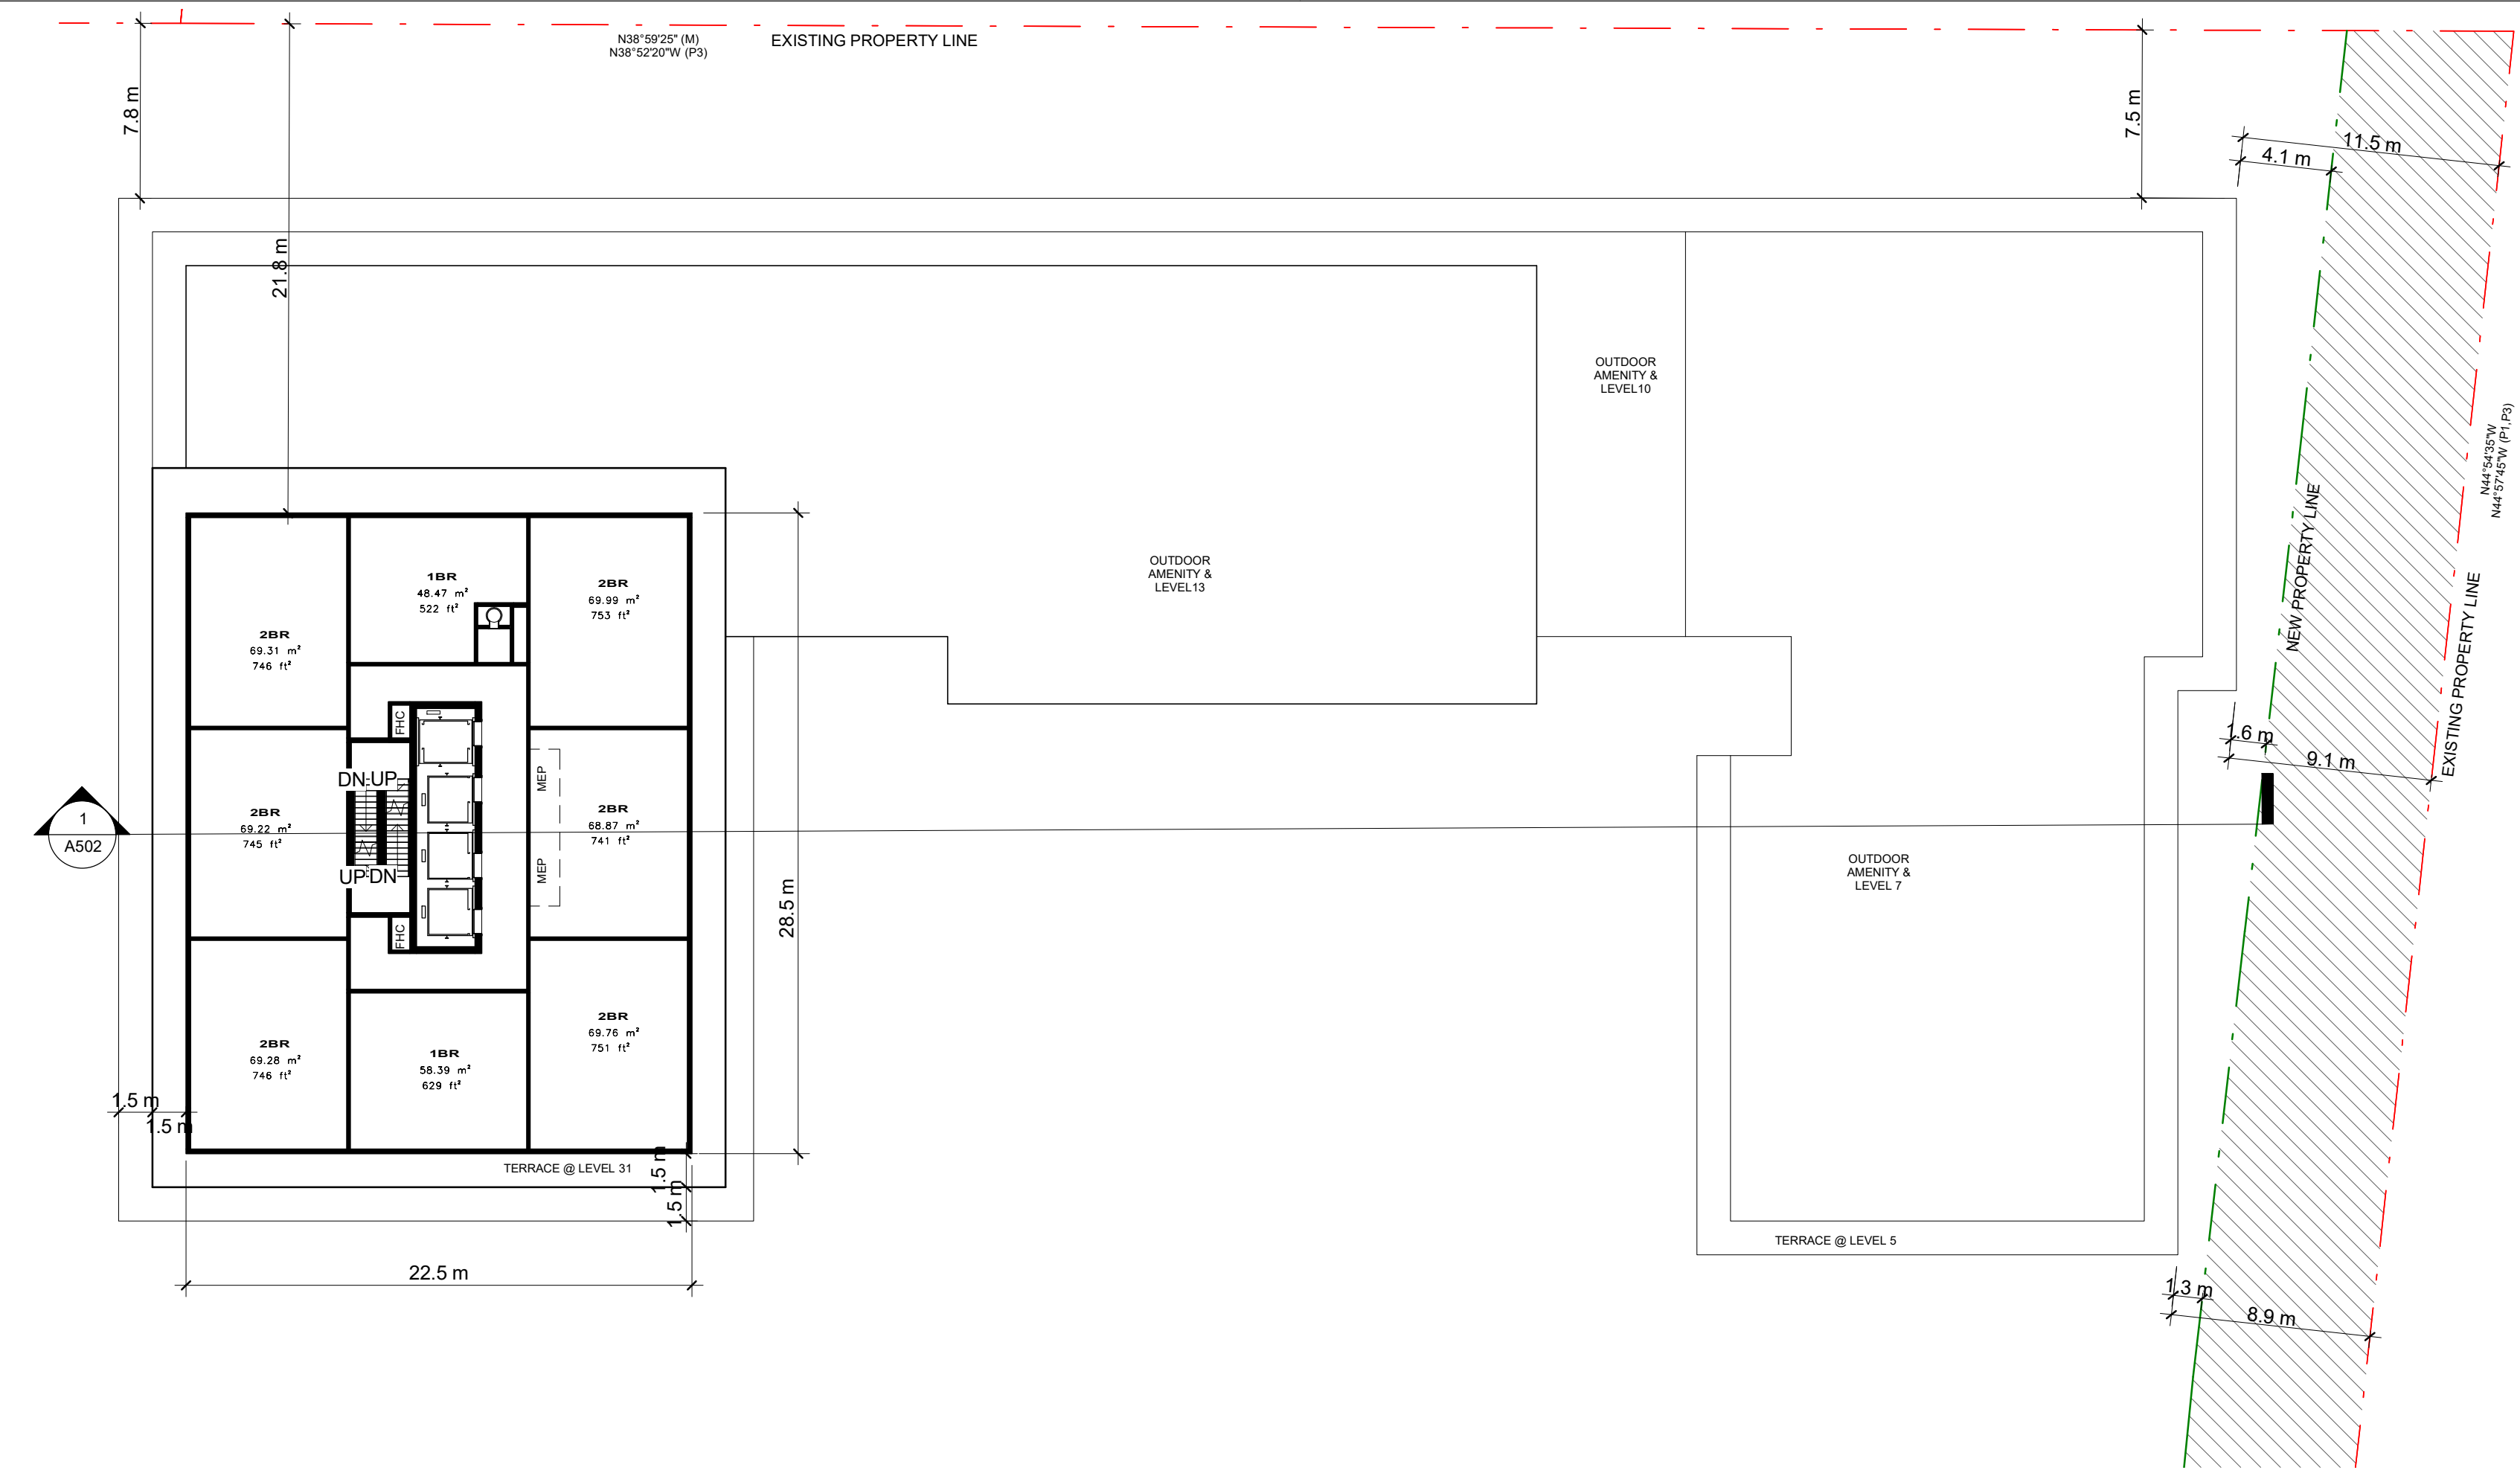 N38°59'25" (M)
N38°52'20"W (P3)
EXISTING PROPERTY LINE
7.8 m
21.8 m
7.5 m
11.5 m
4.1 m
OUTDOOR
AMENITY &
LEVEL10
N44°54'35"W
N44°57'45"W (P1,P3)
NEW PROPERTY LINE
EXISTING PROPERTY LINE
OUTDOOR
AMENITY &
LEVEL13
1BR
48.47 m²
522 ft²
2BR
69.99 m²
753 ft²
2BR
69.31 m²
746 ft²
FHC
DN UP
MEP
1.6 m
9.1 m
1
A502
2BR
69.22 m²
745 ft²
2BR
68.87 m²
741 ft²
UP DN
MEP
FHC
28.5 m
OUTDOOR
AMENITY &
LEVEL 7
2BR
69.28 m²
746 ft²
1BR
58.39 m²
629 ft²
2BR
69.76 m²
751 ft²
1.5 m
1.5 m
TERRACE @ LEVEL 31
1.5 m
1.5 m
22.5 m
TERRACE @ LEVEL 5
1.3 m
8.9 m